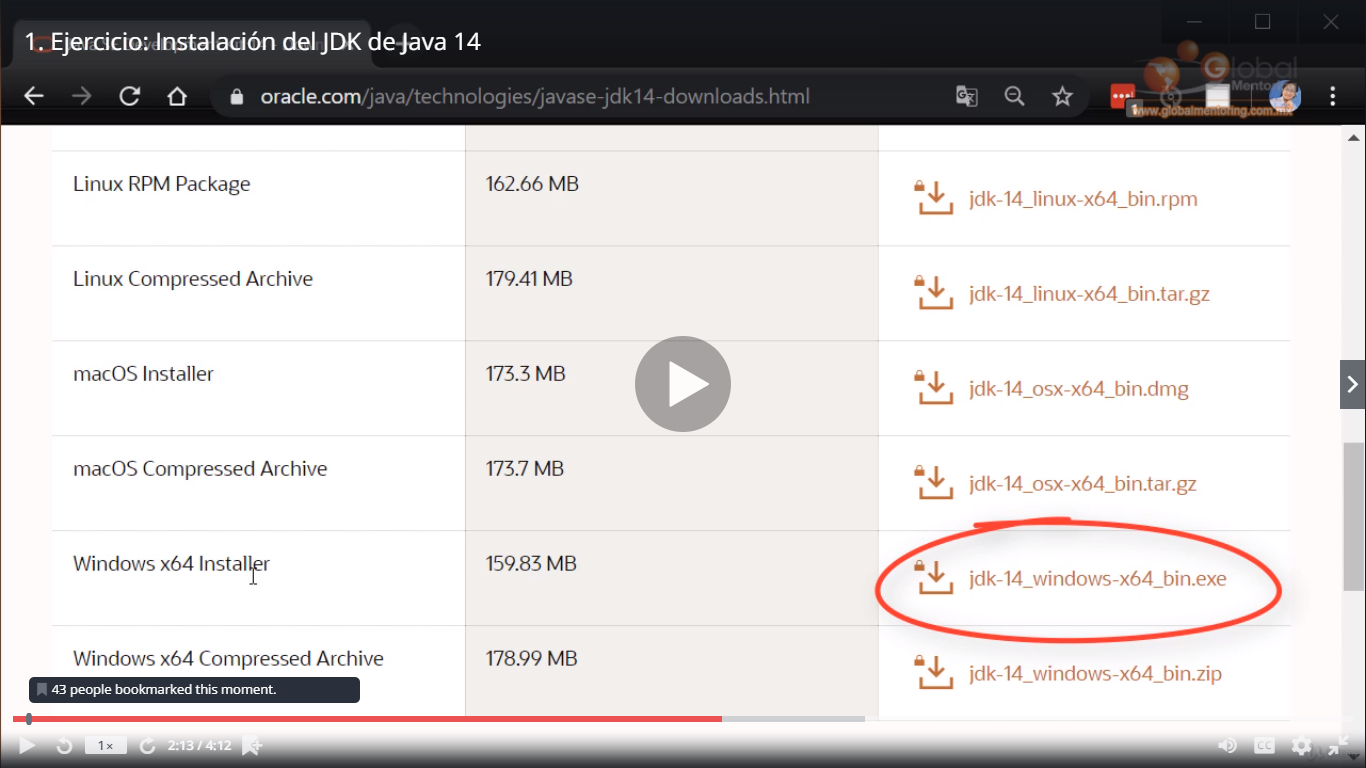 1. Ejercicio: Instalación del JDK de Java 14
Global
Mentoring
www.globalmentoring.com.mx
oracle.com/java/technologies/javase-jdk14-downloads.html
Linux RPM Package 162.66 MB jdk-14_linux-x64_bin.rpm
Linux Compressed Archive 179.41 MB jdk-14_linux-x64_bin.tar.gz
macOS Installer 173.3 MB jdk-14_osx-x64_bin.dmg
macOS Compressed Archive 173.7 MB jdk-14_osx-x64_bin.tar.gz
Windows x64 Installer 159.83 MB jdk-14_windows-x64_bin.exe
Windows x64 Compressed Archive 178.99 MB jdk-14_windows-x64_bin.zip
43 people bookmarked this moment.
1× 2:13 / 4:12 CC